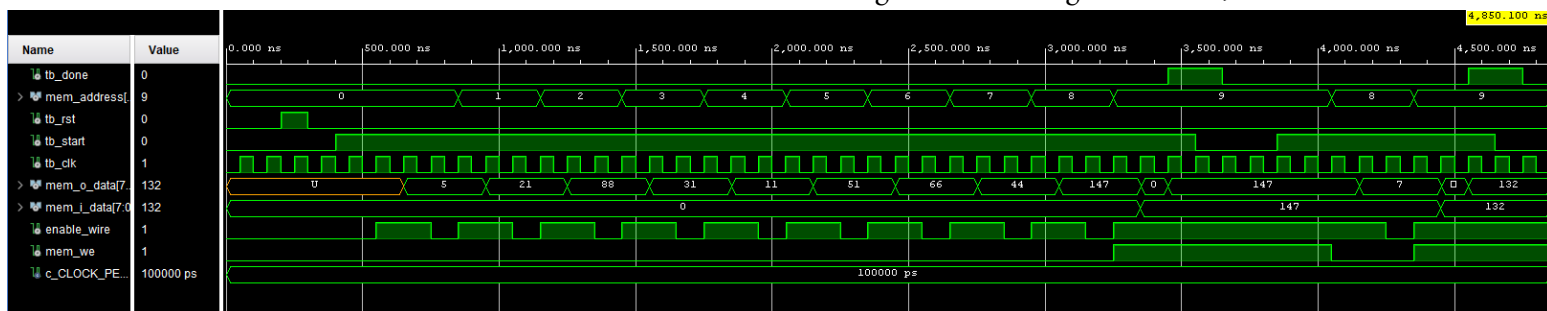 4,850.100 ns
Name Value 0.000 ns 500.000 ns 1,000.000 ns 1,500.000 ns 2,000.000 ns 2,500.000 ns 3,000.000 ns 3,500.000 ns 4,000.000 ns 4,500.000 ns
tb_done 0
mem_address[. 9 0 1 2 3 4 5 6 7 8 9 8 9
tb_rst 0
tb_start 0
tb_clk 1
mem_o_data[7.. 132 U 5 21 88 31 11 51 66 44 147 0 147 7 132
mem_i_data[7:0 132 0 147 132
enable_wire 1
mem_we 1
c_CLOCK_PE... 100000 ps 100000 ps